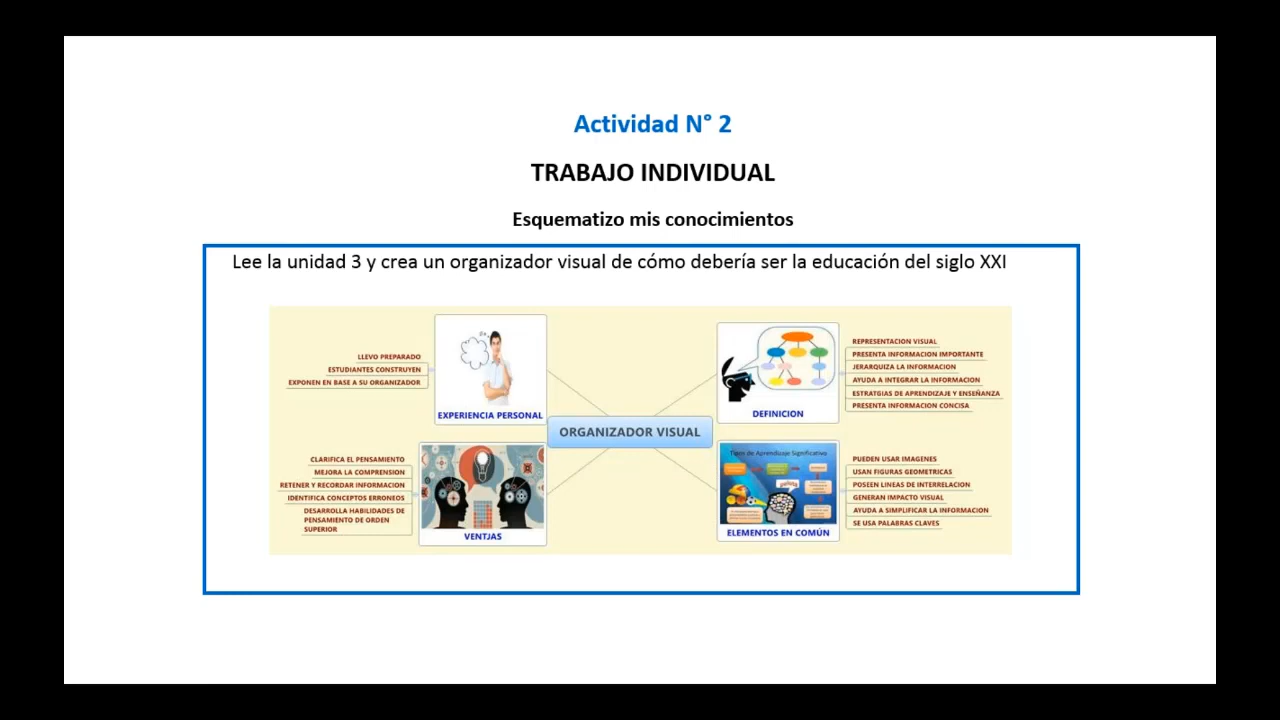 Actividad N° 2
TRABAJO INDIVIDUAL
Esquematizo mis conocimientos
Lee la unidad 3 y crea un organizador visual de cómo debería ser la educación del siglo XXI
LLEVO PREPARADO
ESTUDIANTES CONSTRUYEN
EXPONEN EN BASE A SU ORGANIZADOR
EXPERIENCIA PERSONAL
CLARIFICA EL PENSAMIENTO
MEJORA LA COMPRENSION
RETENER Y RECORDAR INFORMACION
IDENTIFICA CONCEPTOS ERRONEOS
DESARROLLA HABILIDADES DE
PENSAMIENTO DE ORDEN
SUPERIOR
VENTJAS
ORGANIZADOR VISUAL
DEFINICION
REPRESENTACION VISUAL
PRESENTA INFORMACION IMPORTANTE
JERARQUIZA LA INFORMACION
AYUDA A INTEGRAR LA INFORMACION
ESTRATGIAS DE APRENDIZAJE Y ENSEÑANZA
PRESENTA INFORMACION CONCISA
Tipos de Aprendizaje Significativo
ELEMENTOS EN COMÚN
PUEDEN USAR IMAGENES
USAN FIGURAS GEOMETRICAS
POSEEN LINEAS DE INTERRELACION
GENERAN IMPACTO VISUAL
AYUDA A SIMPLIFICAR LA INFORMACION
SE USA PALABRAS CLAVES